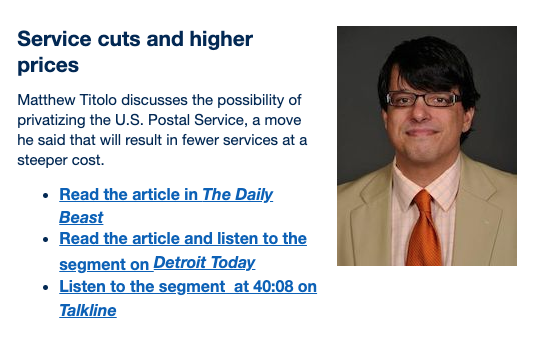 Service cuts and higher
prices
Matthew Titolo discusses the possibility of
privatizing the U.S. Postal Service, a move
he said that will result in fewer services at a
steeper cost.
• Read the article in The Daily
Beast
• Read the article and listen to the
segment on Detroit Today
• Listen to the segment  at 40:08 on
Talkline